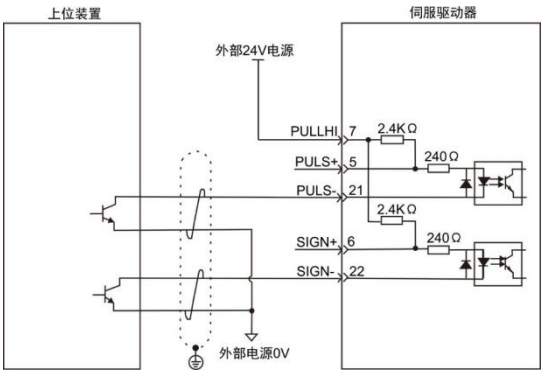 上位装置
伺服驱动器
外部24V电源
PULLHI 7
2.4KΩ
PULS+ 5
240Ω
PULS- 21
2.4KΩ
SIGN+ 6
240Ω
SIGN- 22
外部电源0V